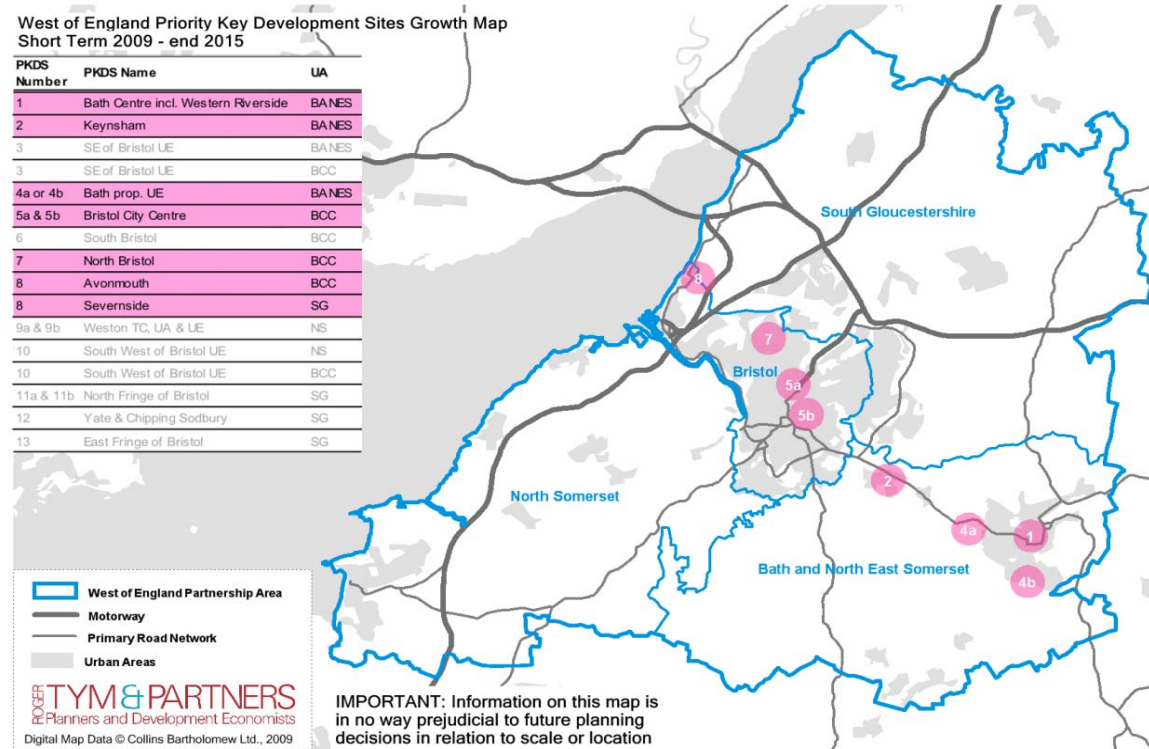 West of England Priority Key Development Sites Growth Map
Short Term 2009 - end 2015
PKDS Number PKDS Name UA
1 Bath Centre incl. Western Riverside BANES
2 Keynsham BANES
3 SE of Bristol UE BANES
3 SE of Bristol UE BCC
4a or 4b Bath prop. UE BANES
5a & 5b Bristol City Centre BCC
6 South Bristol BCC
7 North Bristol BCC
8 Avonmouth BCC
8 Severnside SG
9a & 9b Weston TC, UA & UE NS
10 South West of Bristol UE NS
10 South West of Bristol UE BCC
11a & 11b North Fringe of Bristol SG
12 Yate & Chipping Sodbury SG
13 East Fringe of Bristol SG
South Gloucestershire
8
7
Bristol
5a
5b
2
North Somerset
4a
1
Bath and North East Somerset
4b
West of England Partnership Area
Motorway
Primary Road Network
Urban Areas
ROGER TYM & PARTNERS
Planners and Development Economists
Digital Map Data © Collins Bartholomew Ltd., 2009
IMPORTANT: Information on this map is
in no way prejudicial to future planning
decisions in relation to scale or location